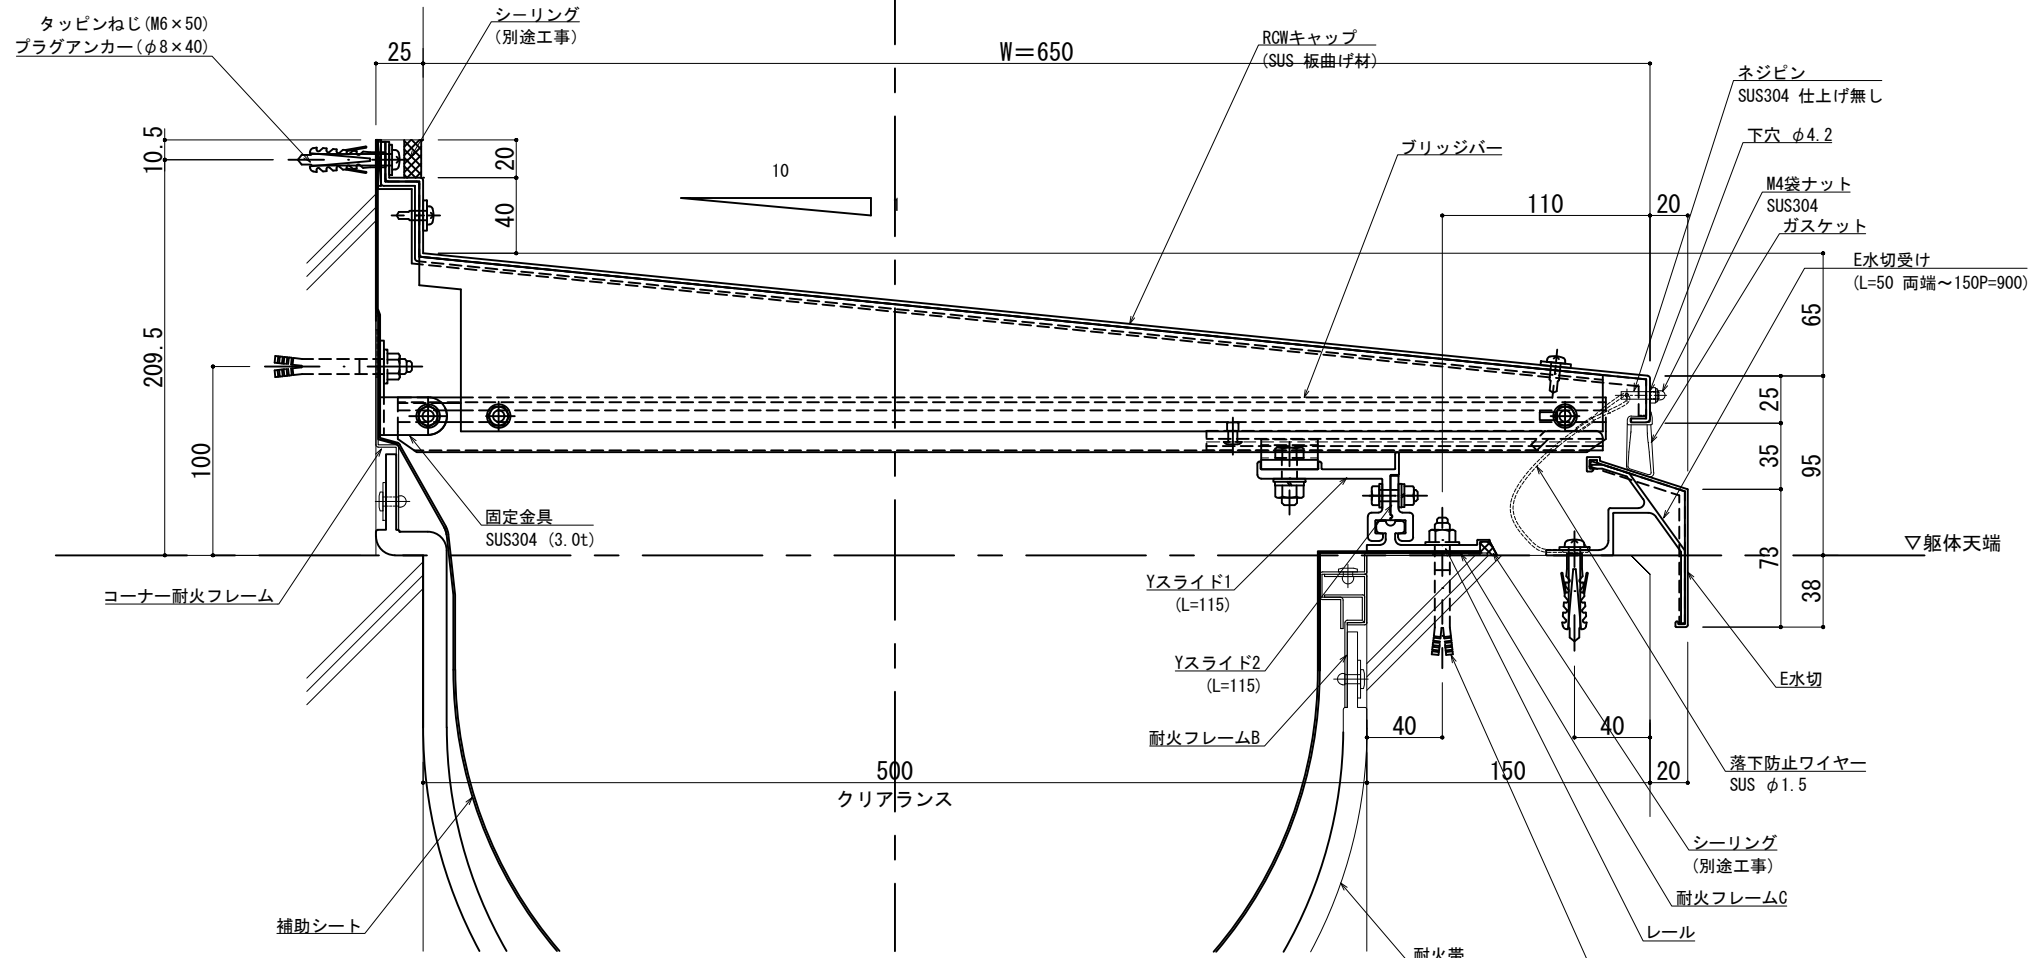 タッピンねじ(M6×50)
プラグアンカー(φ8×40)
シーリング
(別途工事)
25
W=650
RCWキャップ
(SUS 板曲げ材)
ネジピン
SUS304 仕上げ無し
下穴 φ4.2
M4袋ナット
SUS304
ガスケット
E水切受け
(L=50 両端～150P=900)
ブリッジバー
10.5
20
40
10
110
20
209.5
100
65
25
35
95
73
38
▽躯体天端
固定金具
SUS304 (3.0t)
コーナー耐火フレーム
Yスライド1
(L=115)
Yスライド2
(L=115)
耐火フレームB
E水切
40
40
落下防止ワイヤー
SUS φ1.5
500
クリアランス
150
20
シーリング
(別途工事)
耐火フレームC
レール
補助シート
耐火帯